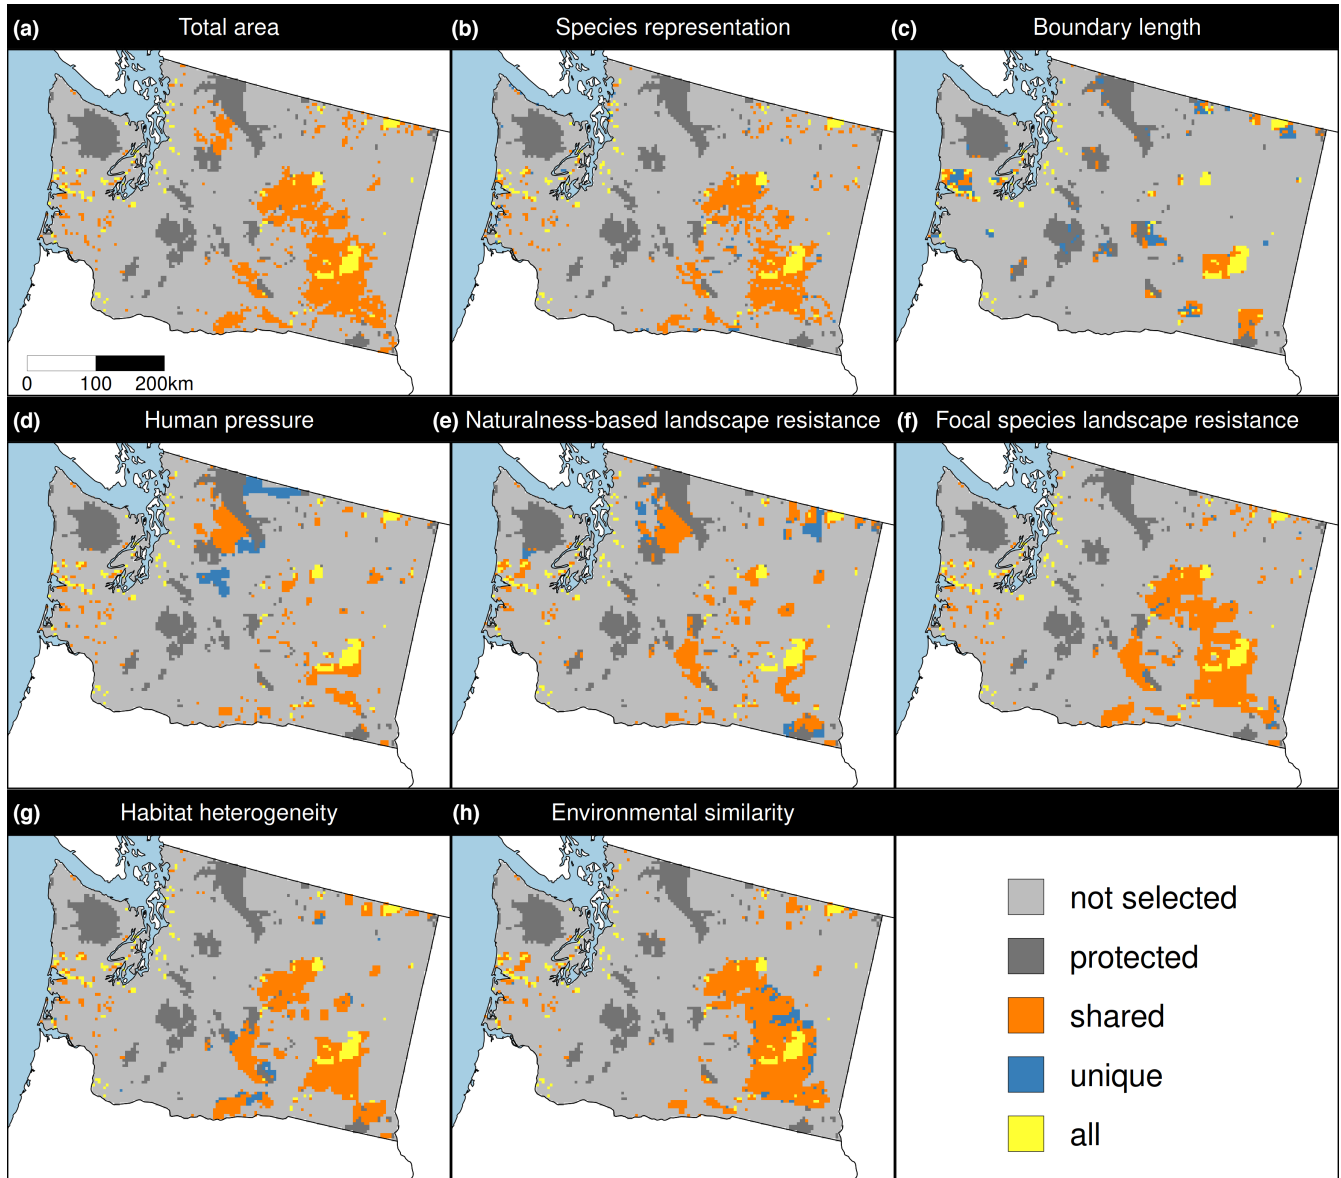 (a) Total area
(b) Species representation
(c) Boundary length
0 100 200km
(d) Human pressure
(e) Naturalness-based landscape resistance
(f) Focal species landscape resistance
(g) Habitat heterogeneity
(h) Environmental similarity
not selected
protected
shared
unique
all